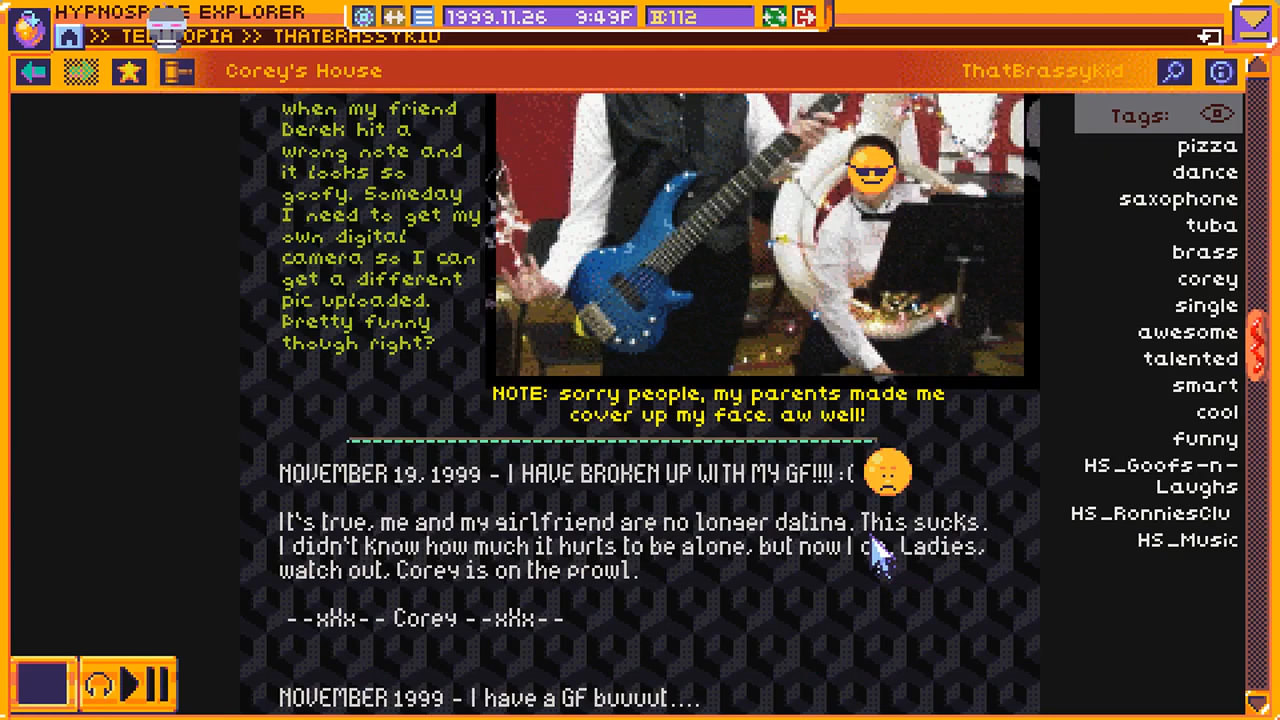 HYPNOSPACE EXPLORER
1999.11.26 9:49P
:112
>> TELETOPIA >> THATBRASSYKID
Corey's House
ThatBrassyKid
when my friend
Derek hit a
wrong note and
it looks so
goofy. Someday
I need to get my
own digital
camera so I can
get a different
pic uploaded.
Pretty funny
though right?
NOTE: sorry people, my parents made me
cover up my face. aw well!
NOVEMBER 19, 1999 - I HAVE BROKEN UP WITH MY GF!!!! :(
It's true, me and my girlfriend are no longer dating. This sucks.
I didn't know how much it hurts to be alone, but now I Ladies,
watch out, Corey is on the prowl.
--xXx-- Corey --xXx--
NOVEMBER 1999 - I have a GF buuuut....
Tags:
pizza
dance
saxophone
tuba
brass
corey
single
awesome
talented
smart
cool
funny
HS_Goofs-n-
Laughs
HS_RonniesClu
HS_Music